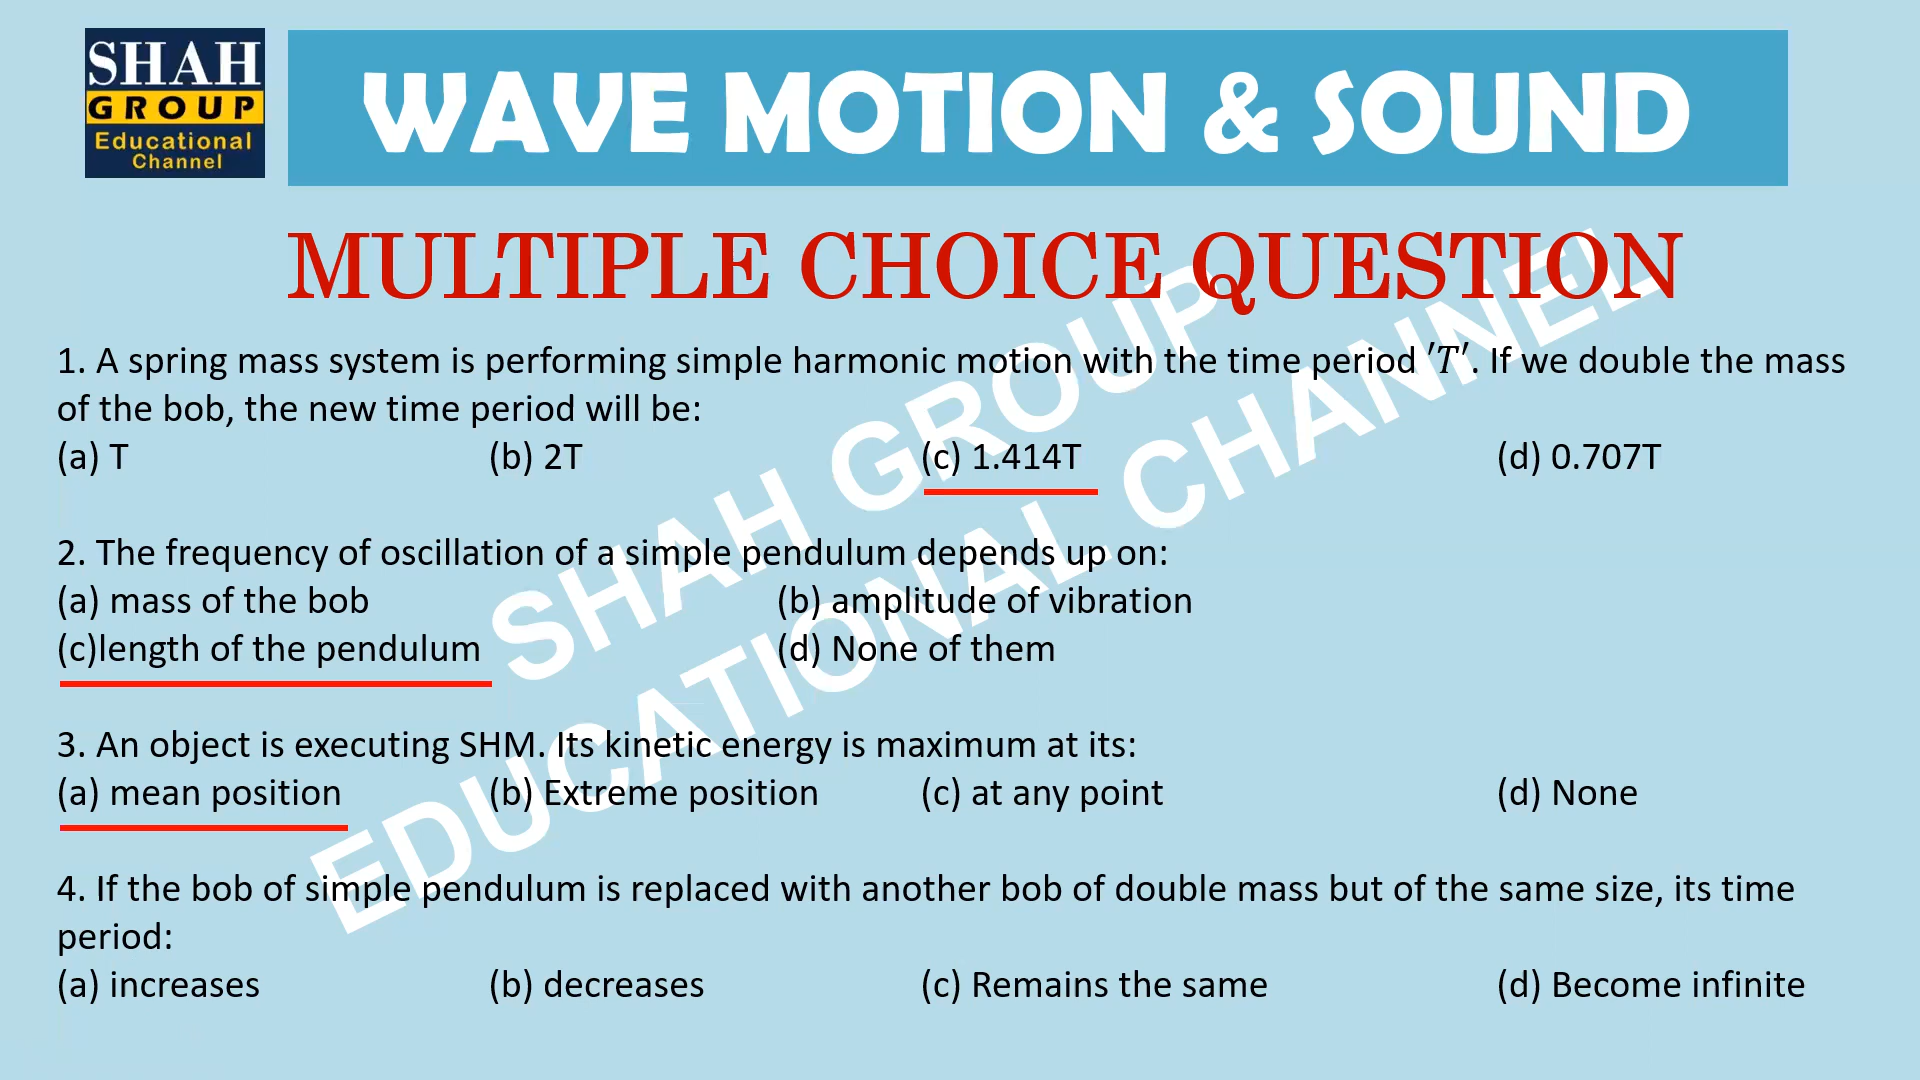 SHAH
GROUP
Educational
Channel
WAVE MOTION & SOUND
MULTIPLE CHOICE QUESTION
1. A spring mass system is performing simple harmonic motion with the time period ′T′. If we double the mass
of the bob, the new time period will be:
(a) T (b) 2T (c) 1.414T (d) 0.707T
2. The frequency of oscillation of a simple pendulum depends up on:
(a) mass of the bob (b) amplitude of vibration
(c)length of the pendulum (d) None of them
3. An object is executing SHM. Its kinetic energy is maximum at its:
(a) mean position (b) Extreme position (c) at any point (d) None
4. If the bob of simple pendulum is replaced with another bob of double mass but of the same size, its time
period:
(a) increases (b) decreases (c) Remains the same (d) Become infinite
SHAH GROUP
EDUCATIONAL CHANNEL